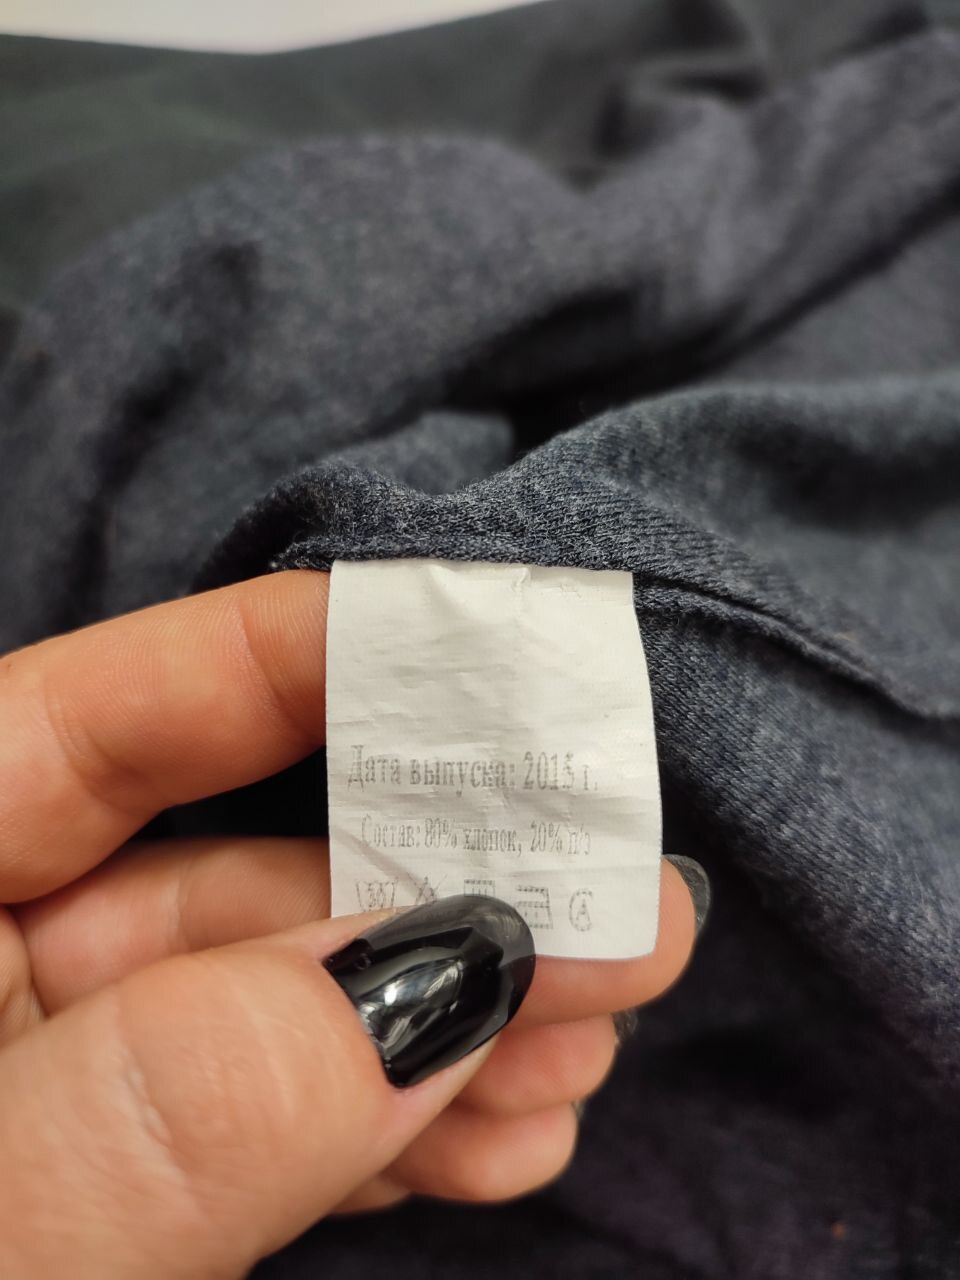 Дата выпуска: 2015 г.
Состав: 80% хлопок, 20% п/э